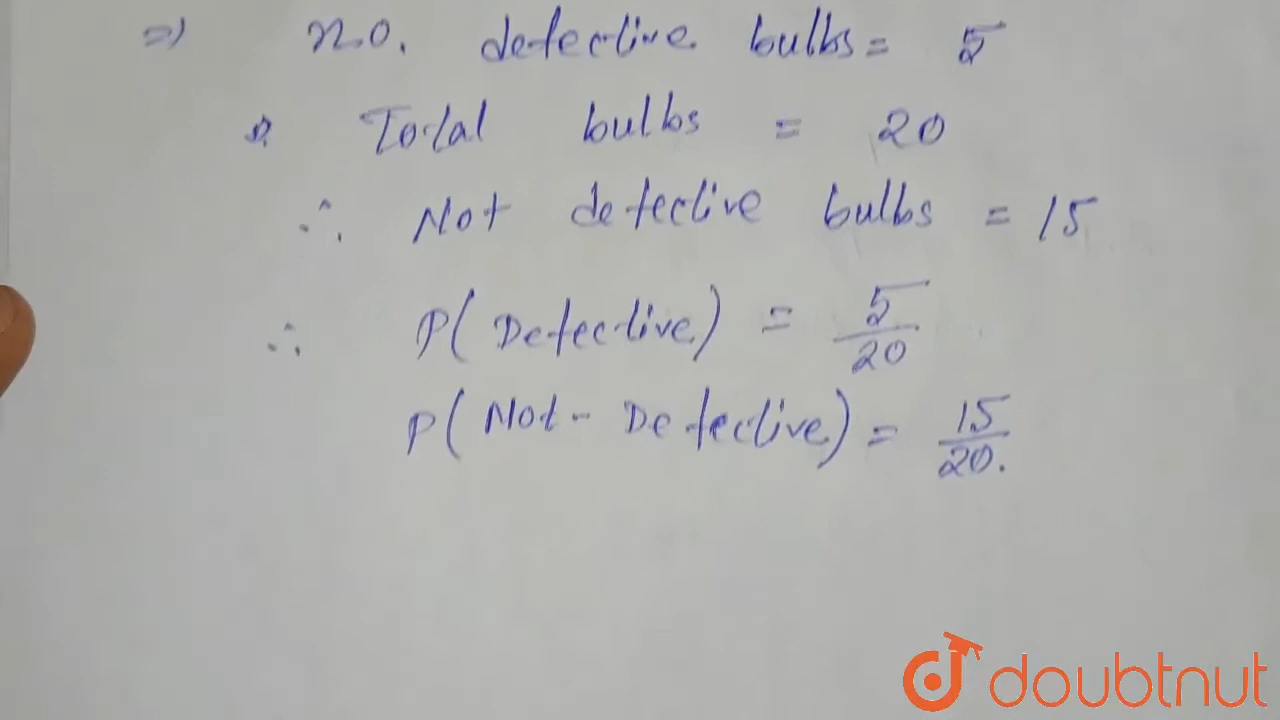 => no. defective bulbs = 5
Total bulbs = 20
∴ Not defective bulbs = 15
∴ P(Defective) = 5/20
P(Not-Defective) = 15/20.
doubtnut